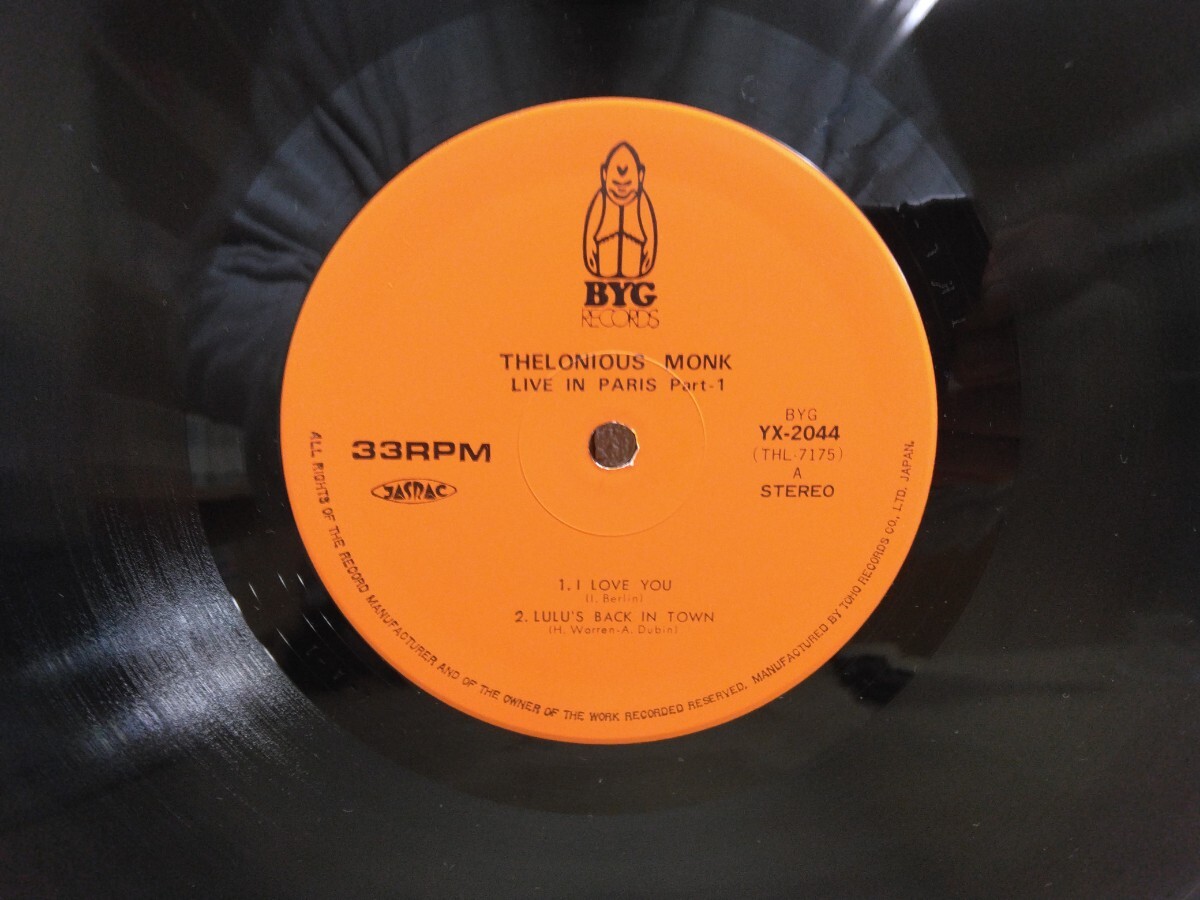 BYG
RECORDS
THELONIOUS MONK
LIVE IN PARIS Part-1
33RPM
JASRAC
BYG
YX-2044
(THL-7175)
A
STEREO
1. I LOVE YOU
(I. Berlin)
2. LULU'S BACK IN TOWN
(H. Warren-A. Dubin)
ALL RIGHTS OF THE RECORD MANUFACTURER AND OF THE OWNER OF THE WORK RECORDED RESERVED. MANUFACTURED BY TOHO RECORDS CO., LTD. JAPAN.